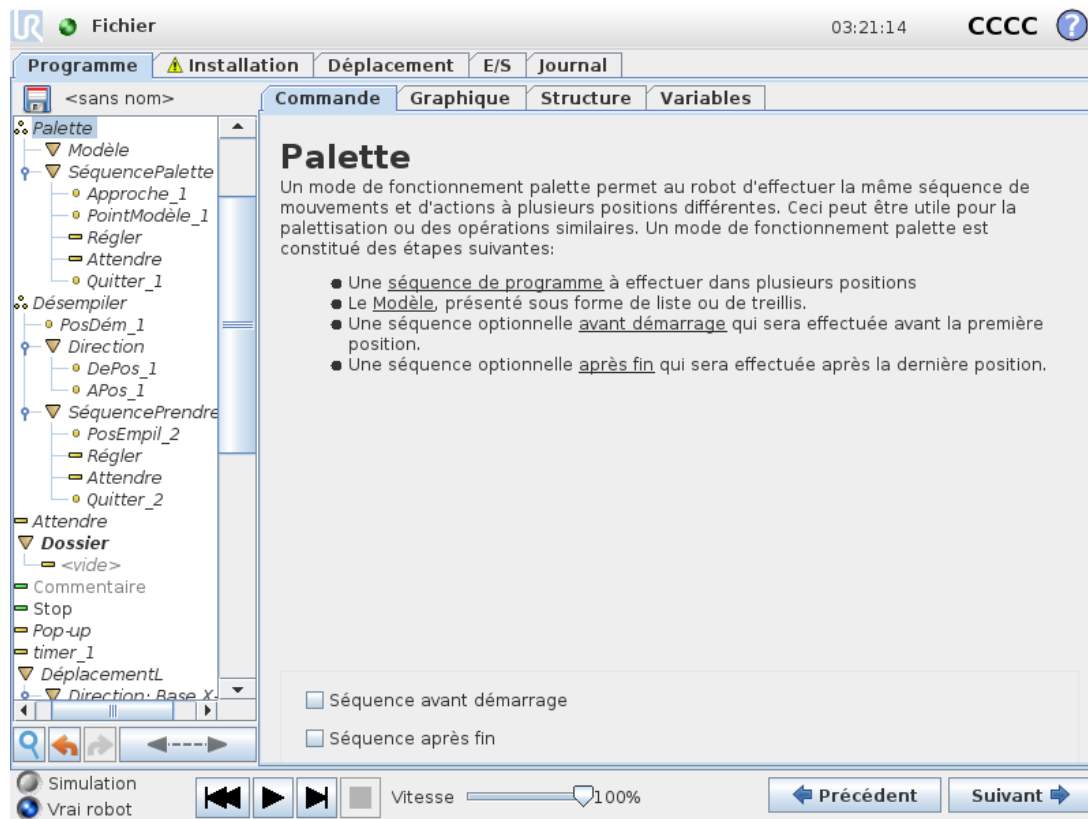 UR Fichier 03:21:14 CCCC ?
Programme Installation Déplacement E/S Journal
<sans nom> Commande Graphique Structure Variables
Palette
Modèle
SéquencePalette
Approche_1
PointModèle_1
Régler
Attendre
Quitter_1
Désempiler
PosDém_1
Direction
DePos_1
APos_1
SéquencePrendre
PosEmpil_2
Régler
Attendre
Quitter_2
Attendre
Dossier
<vide>
Commentaire
Stop
Pop-up
timer_1
DéplacementL
Direction: Base X-
Palette
Un mode de fonctionnement palette permet au robot d'effectuer la même séquence de
mouvements et d'actions à plusieurs positions différentes. Ceci peut être utile pour la
palettisation ou des opérations similaires. Un mode de fonctionnement palette est
constitué des étapes suivantes:
Une séquence de programme à effectuer dans plusieurs positions
Le Modèle, présenté sous forme de liste ou de treillis.
Une séquence optionnelle avant démarrage qui sera effectuée avant la première
position.
Une séquence optionnelle après fin qui sera effectuée après la dernière position.
Séquence avant démarrage
Séquence après fin
Simulation
Vrai robot
Vitesse 100%
Précédent Suivant